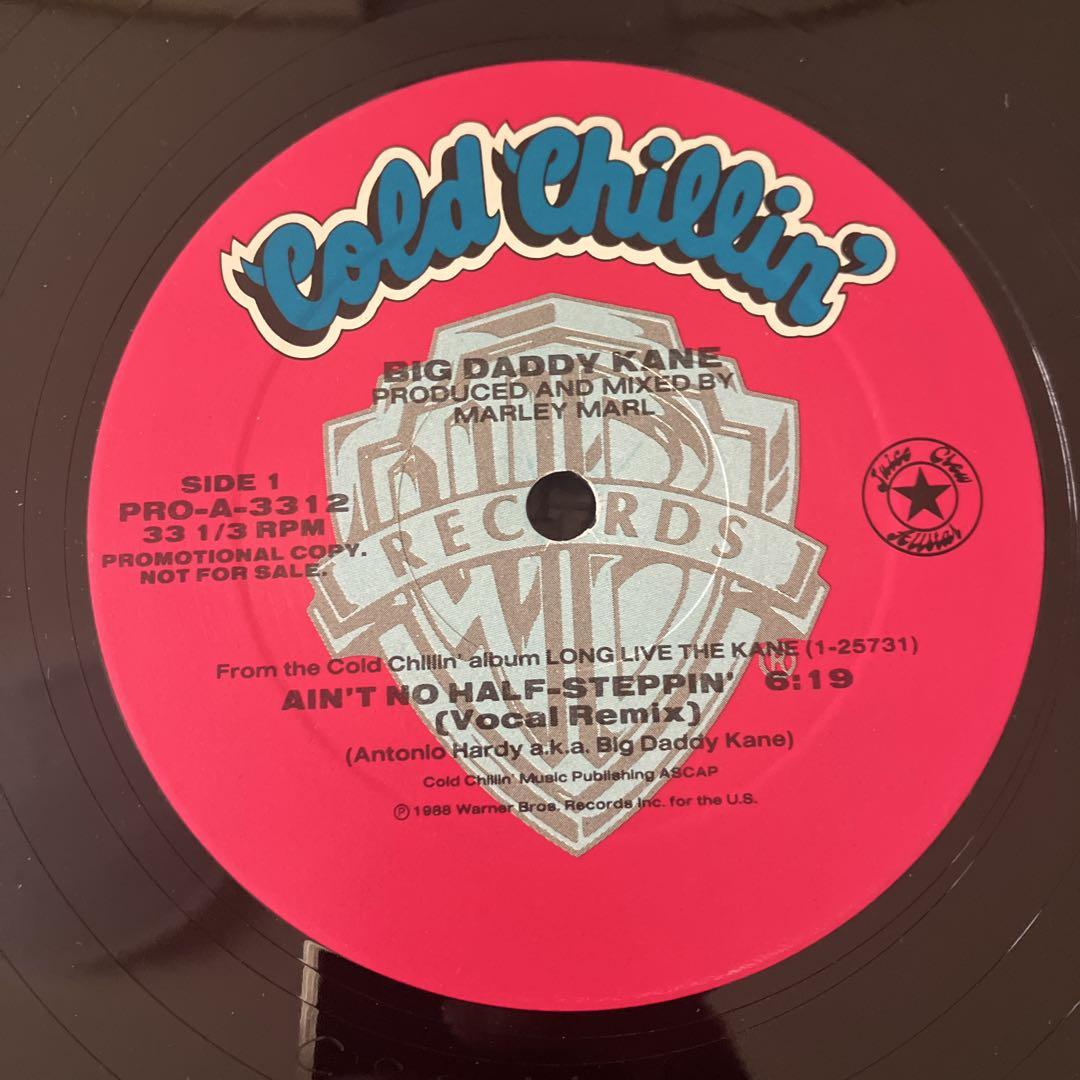 Cold Chillin'
BIG DADDY KANE
PRODUCED AND MIXED BY
MARLEY MARL
SIDE 1
PRO-A-3312
33 1/3 RPM
PROMOTIONAL COPY.
NOT FOR SALE.
RECORDS
Juice Crew
Allstar
From the Cold Chillin' album LONG LIVE THE KANE (1-25731)
AIN'T NO HALF-STEPPIN' 6:19
(Vocal Remix)
(Antonio Hardy a.k.a. Big Daddy Kane)
Cold Chillin' Music Publishing ASCAP
℗ 1988 Warner Bros. Records Inc. for the U.S.
®